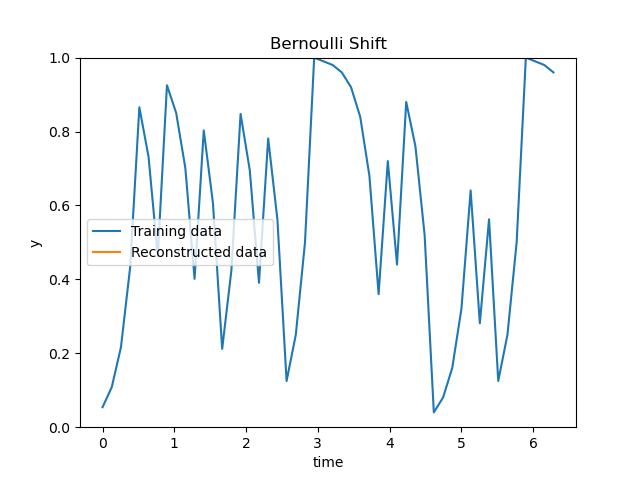 Bernoulli Shift
1.0
0.8
0.6
0.4
0.2
0.0
y
Training data
Reconstructed data
0 1 2 3 4 5 6
time